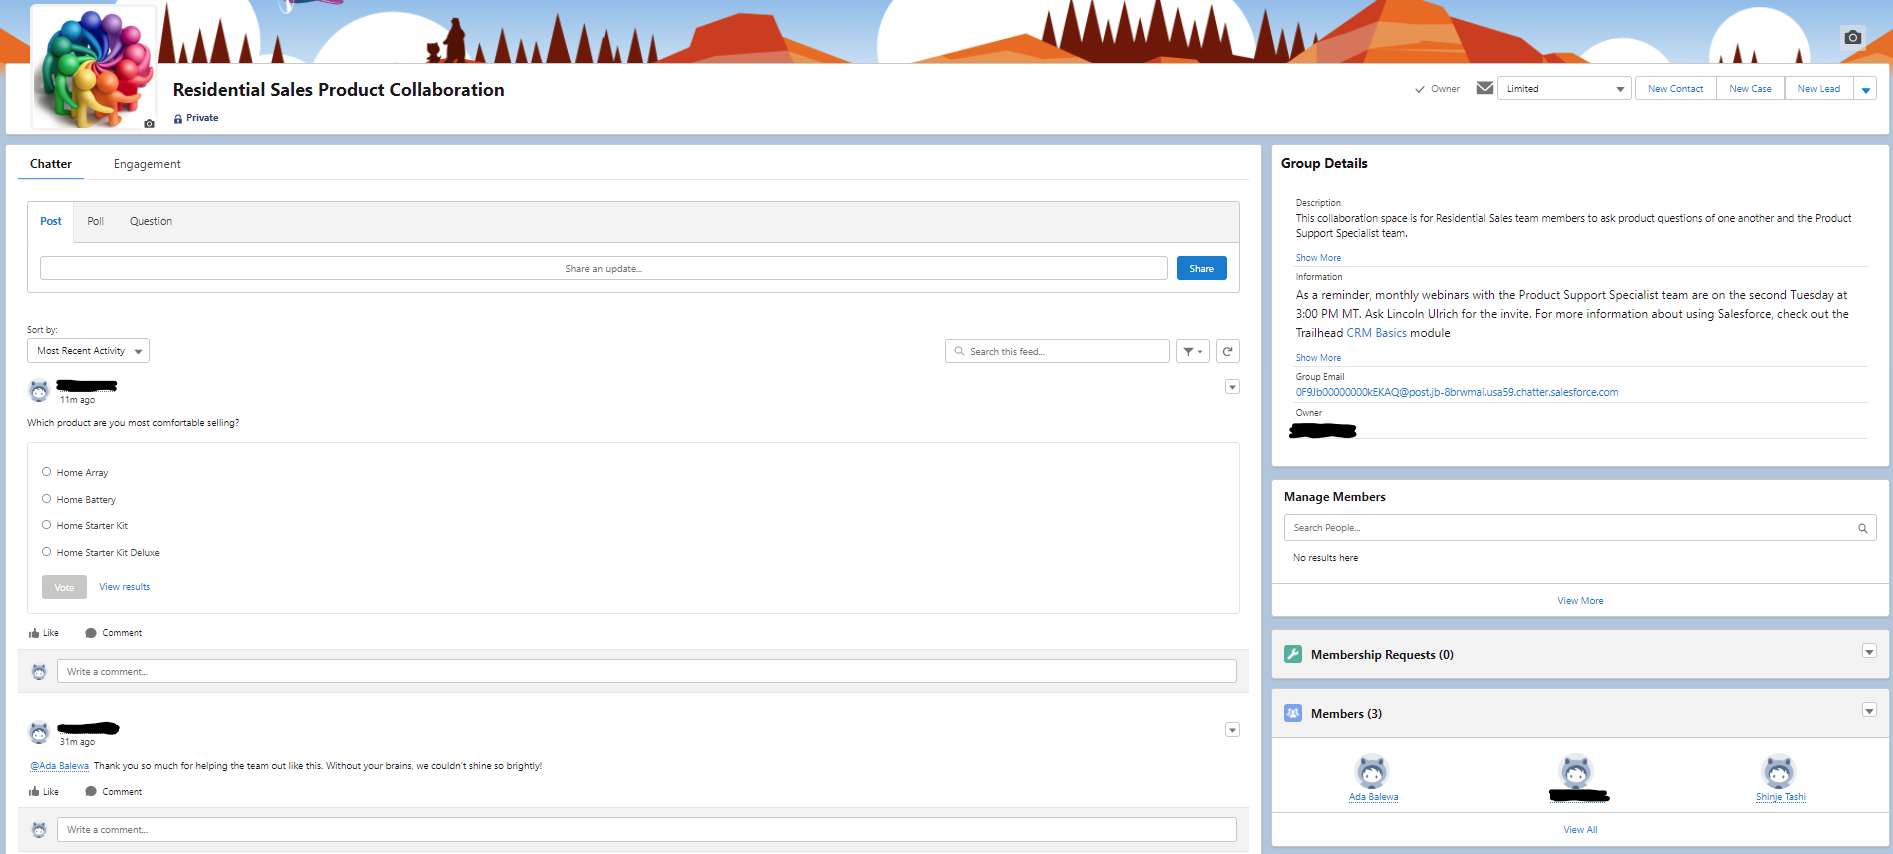 Residential Sales Product Collaboration
Private
Owner
Limited
New Contact
New Case
New Lead
Chatter
Engagement
Post
Poll
Question
Share an update...
Share
Sort by:
Most Recent Activity
Search this feed...
11m ago
Which product are you most comfortable selling?
Home Array
Home Battery
Home Starter Kit
Home Starter Kit Deluxe
Vote
View results
Like
Comment
Write a comment...
31m ago
@Ada Balewa Thank you so much for helping the team out like this. Without your brains, we couldn't shine so brightly!
Like
Comment
Write a comment...
Group Details
Description
This collaboration space is for Residential Sales team members to ask product questions of one another and the Product
Support Specialist team.
Show More
Information
As a reminder, monthly webinars with the Product Support Specialist team are on the second Tuesday at
3:00 PM MT. Ask Lincoln Ulrich for the invite. For more information about using Salesforce, check out the
Trailhead CRM Basics module
Show More
Group Email
0F9Jb00000000kEKAQ@post.jb-8brwmai.usa59.chatter.salesforce.com
Owner
Manage Members
Search People...
No results here
View More
Membership Requests (0)
Members (3)
Ada Balewa
Shinje Tashi
View All